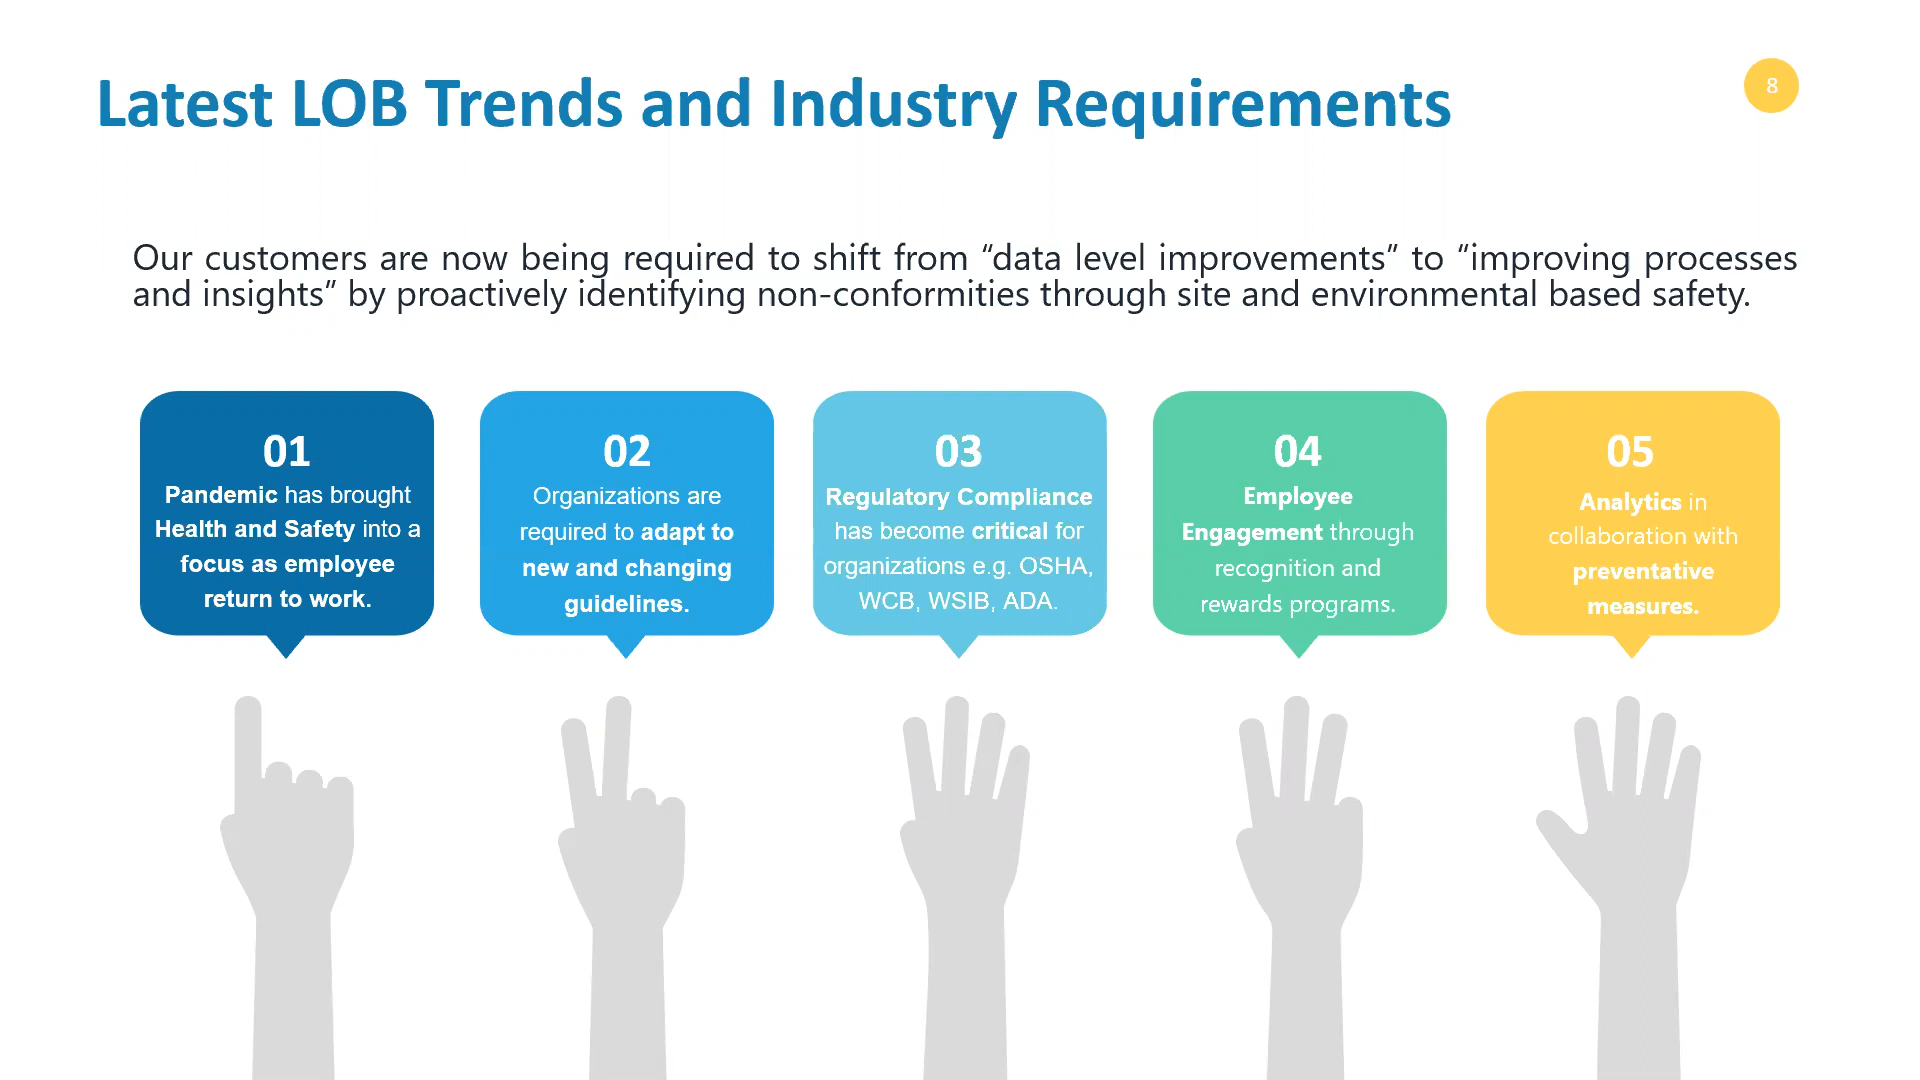 Latest LOB Trends and Industry Requirements
8
Our customers are now being required to shift from “data level improvements” to “improving processes
and insights” by proactively identifying non-conformities through site and environmental based safety.
01
Pandemic has brought
Health and Safety into a
focus as employee
return to work.
02
Organizations are
required to adapt to
new and changing
guidelines.
03
Regulatory Compliance
has become critical for
organizations e.g. OSHA,
WCB, WSIB, ADA.
04
Employee
Engagement through
recognition and
rewards programs.
05
Analytics in
collaboration with
preventative
measures.